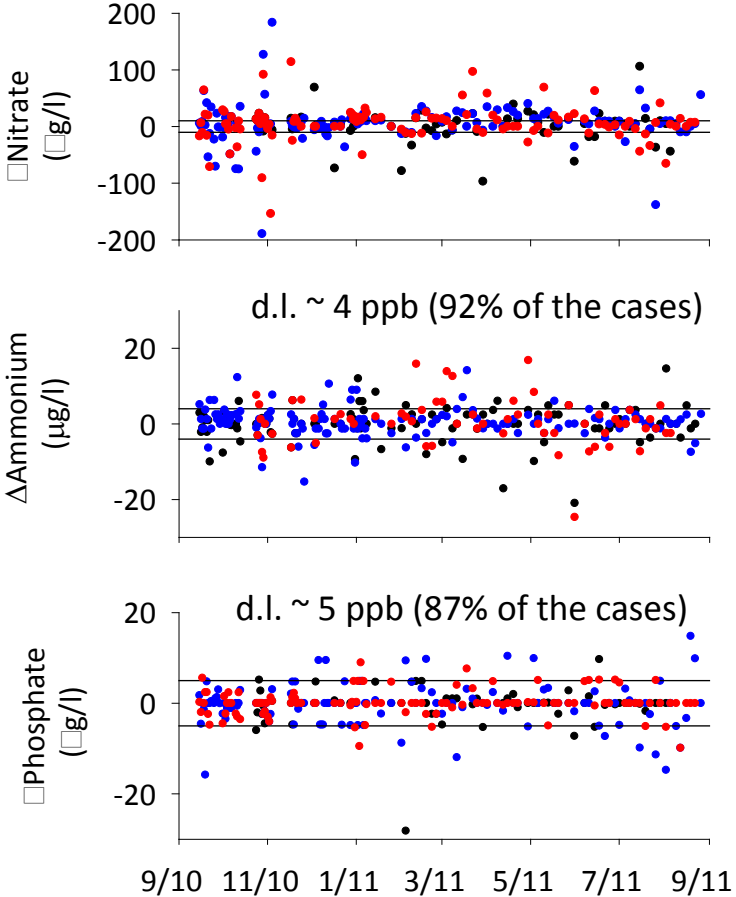 200
100
0
-100
-200
□Nitrate
(□g/l)
d.l. ~ 4 ppb (92% of the cases)
20
0
-20
ΔAmmonium
(μg/l)
d.l. ~ 5 ppb (87% of the cases)
20
0
-20
□Phosphate
(□g/l)
9/10 11/10 1/11 3/11 5/11 7/11 9/11